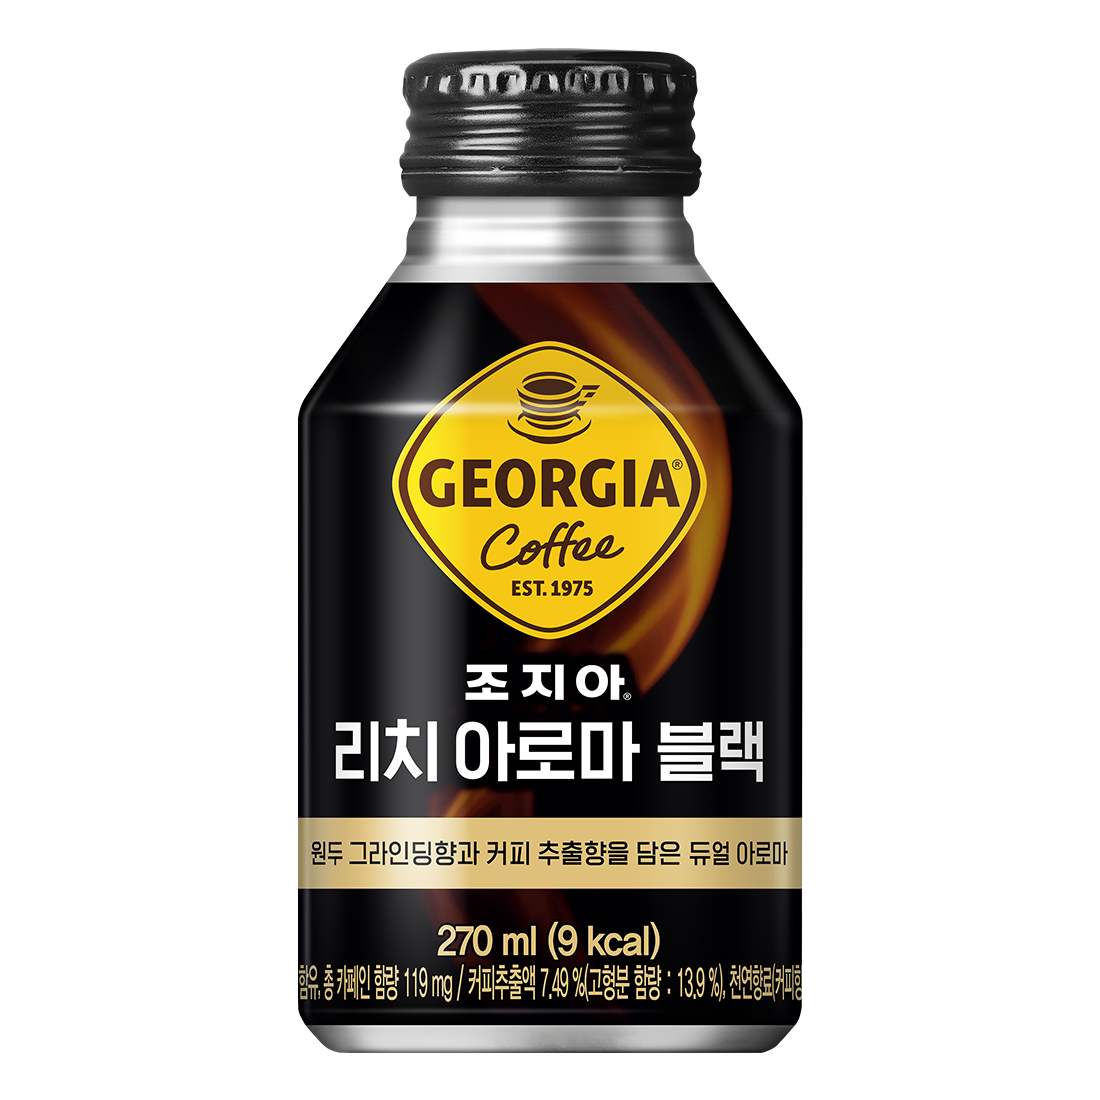 GEORGIA®
Coffee
EST. 1975
조지아®
리치 아로마 블랙
원두 그라인딩향과 커피 추출향을 담은 듀얼 아로마
270 ml (9 kcal)
함유, 총 카페인 함량 119 mg / 커피추출액 7.49 %(고형분 함량 : 13.9 %), 천연향료(커피향